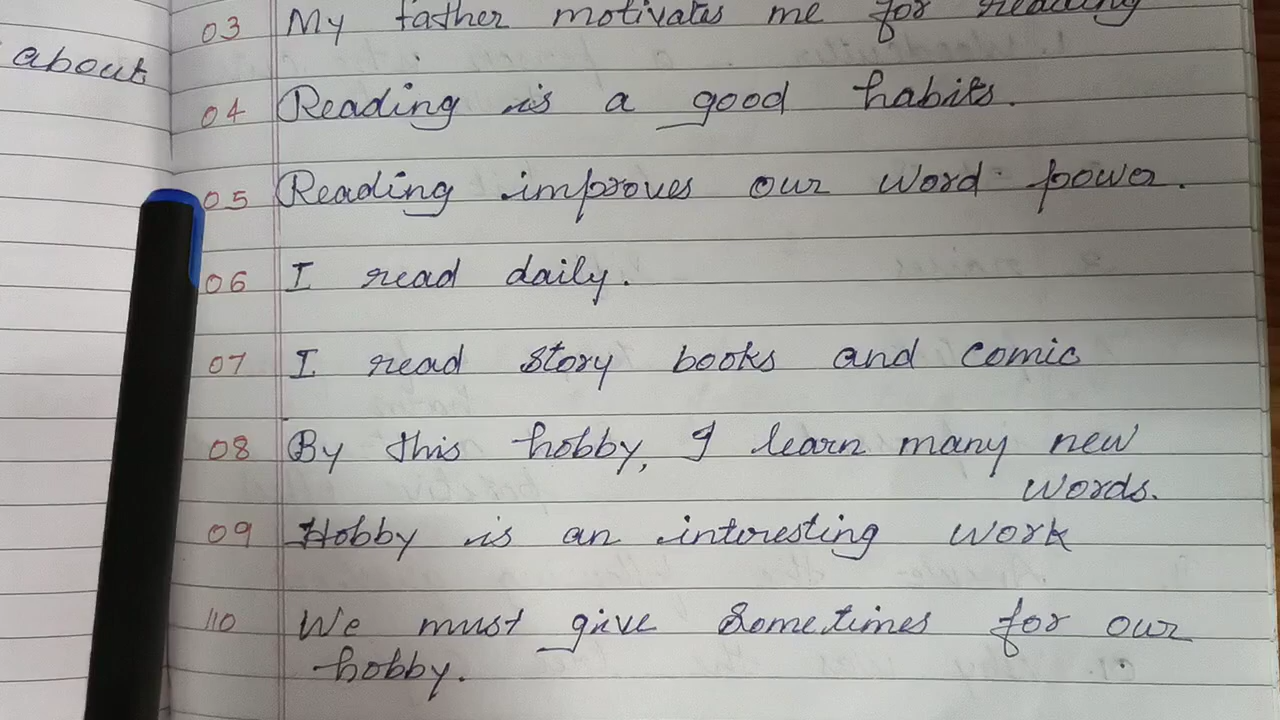 about
03 My father motivates me for reading
04 Reading is a good habits.
05 Reading improves our word power.
06 I read daily.
07 I read story books and comic
08 By this hobby, I learn many new
words.
09 Hobby is an interesting work
10 We must give sometimes for our
hobby.